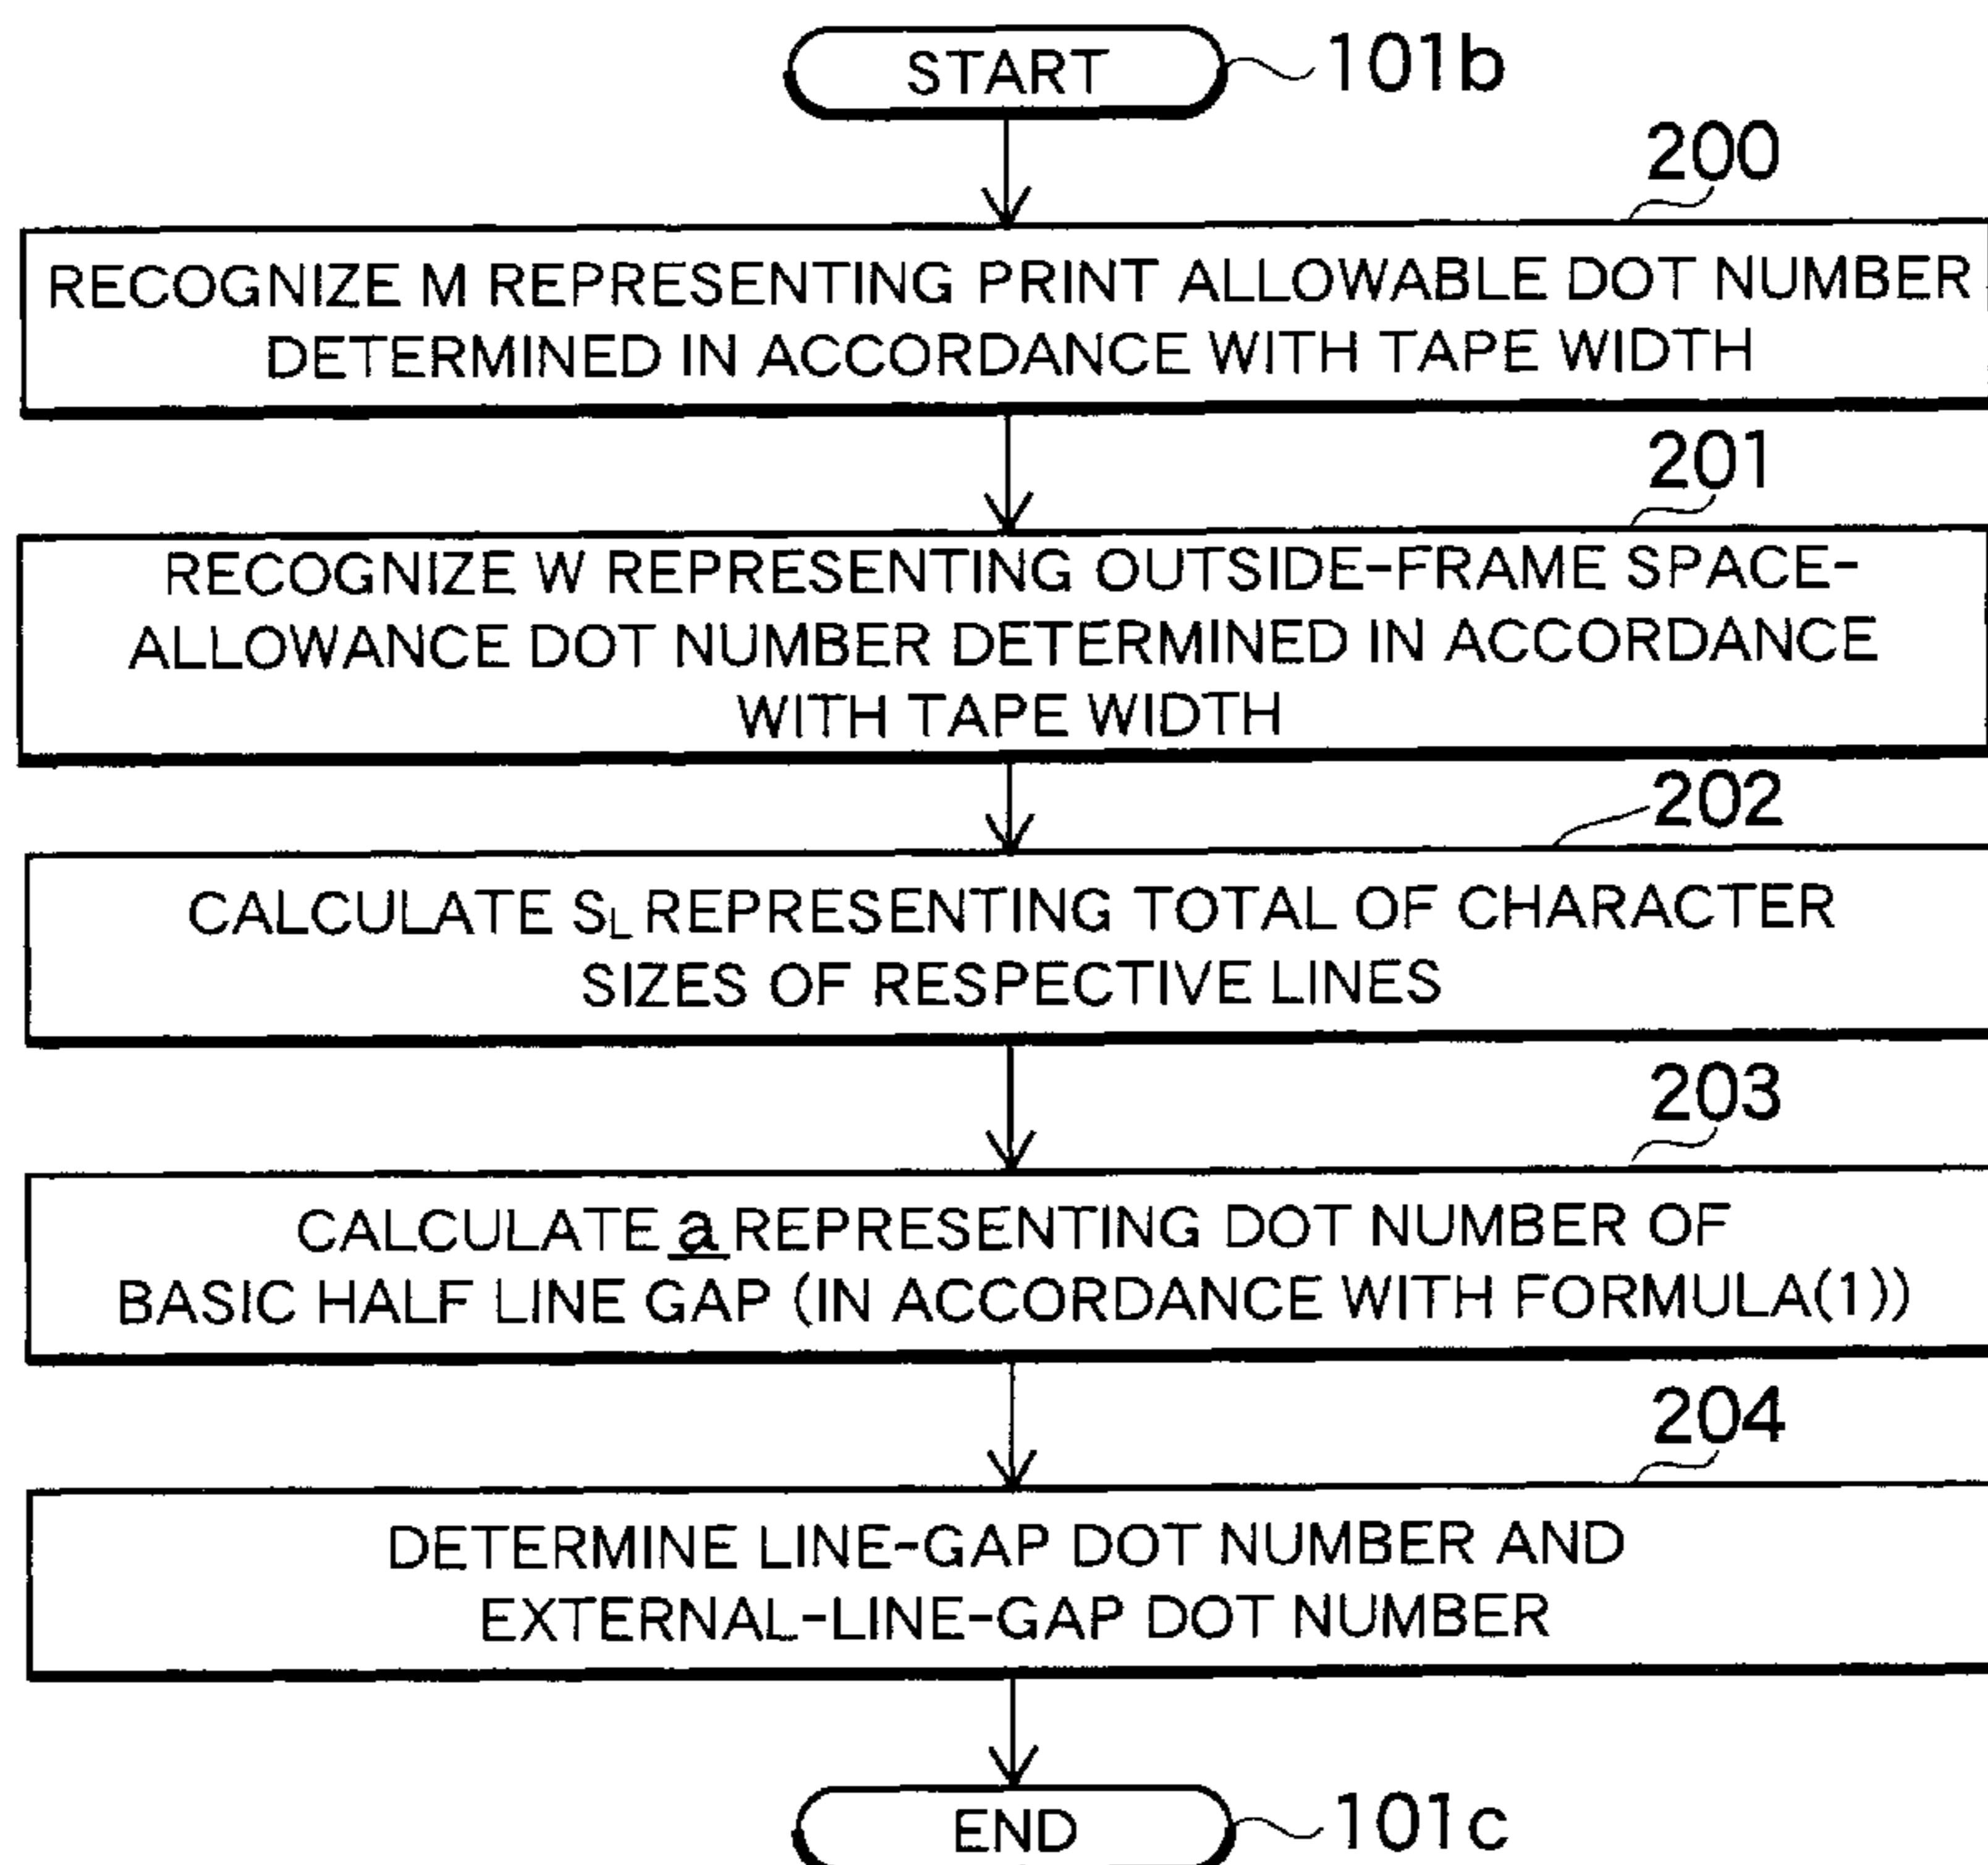 START 101b
200
RECOGNIZE M REPRESENTING PRINT ALLOWABLE DOT NUMBER
DETERMINED IN ACCORDANCE WITH TAPE WIDTH
201
RECOGNIZE W REPRESENTING OUTSIDE-FRAME SPACE-
ALLOWANCE DOT NUMBER DETERMINED IN ACCORDANCE
WITH TAPE WIDTH
202
CALCULATE SL REPRESENTING TOTAL OF CHARACTER
SIZES OF RESPECTIVE LINES
203
CALCULATE a REPRESENTING DOT NUMBER OF
BASIC HALF LINE GAP (IN ACCORDANCE WITH FORMULA(1))
204
DETERMINE LINE-GAP DOT NUMBER AND
EXTERNAL-LINE-GAP DOT NUMBER
END 101c